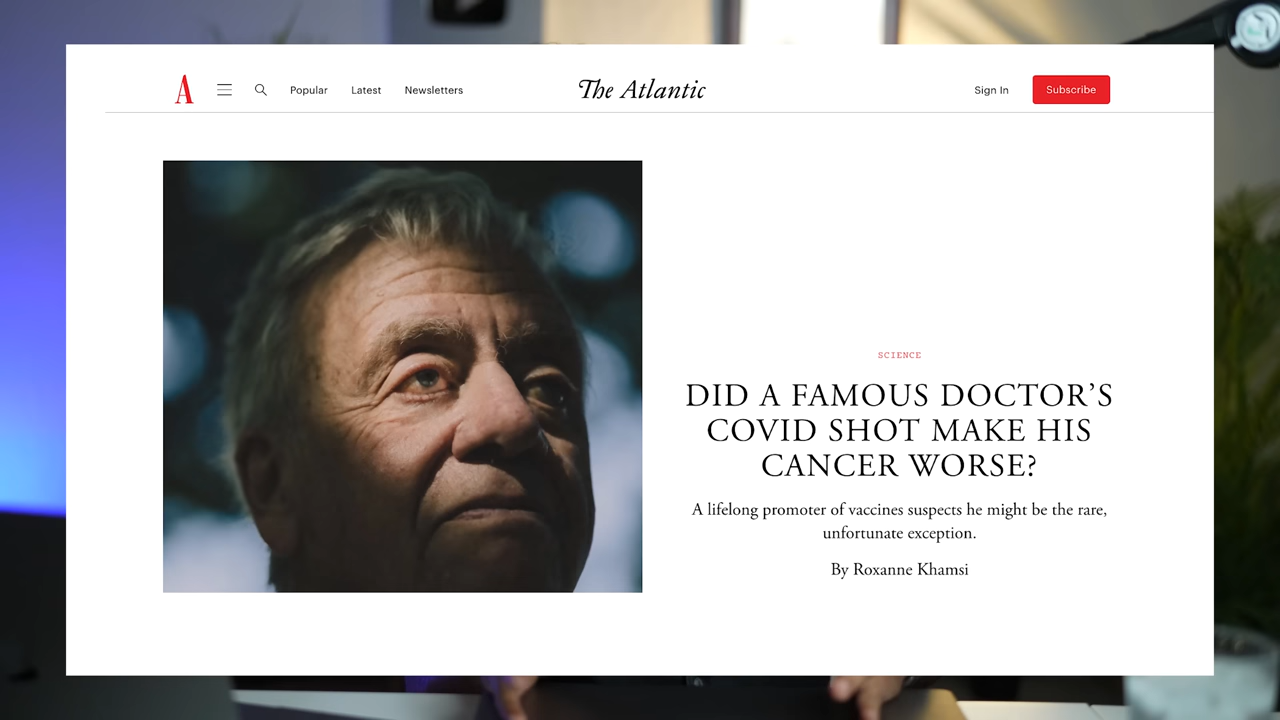 A
Popular
Latest
Newsletters
The Atlantic
Sign In
Subscribe
SCIENCE
DID A FAMOUS DOCTOR’S
COVID SHOT MAKE HIS
CANCER WORSE?
A lifelong promoter of vaccines suspects he might be the rare,
unfortunate exception.
By Roxanne Khamsi